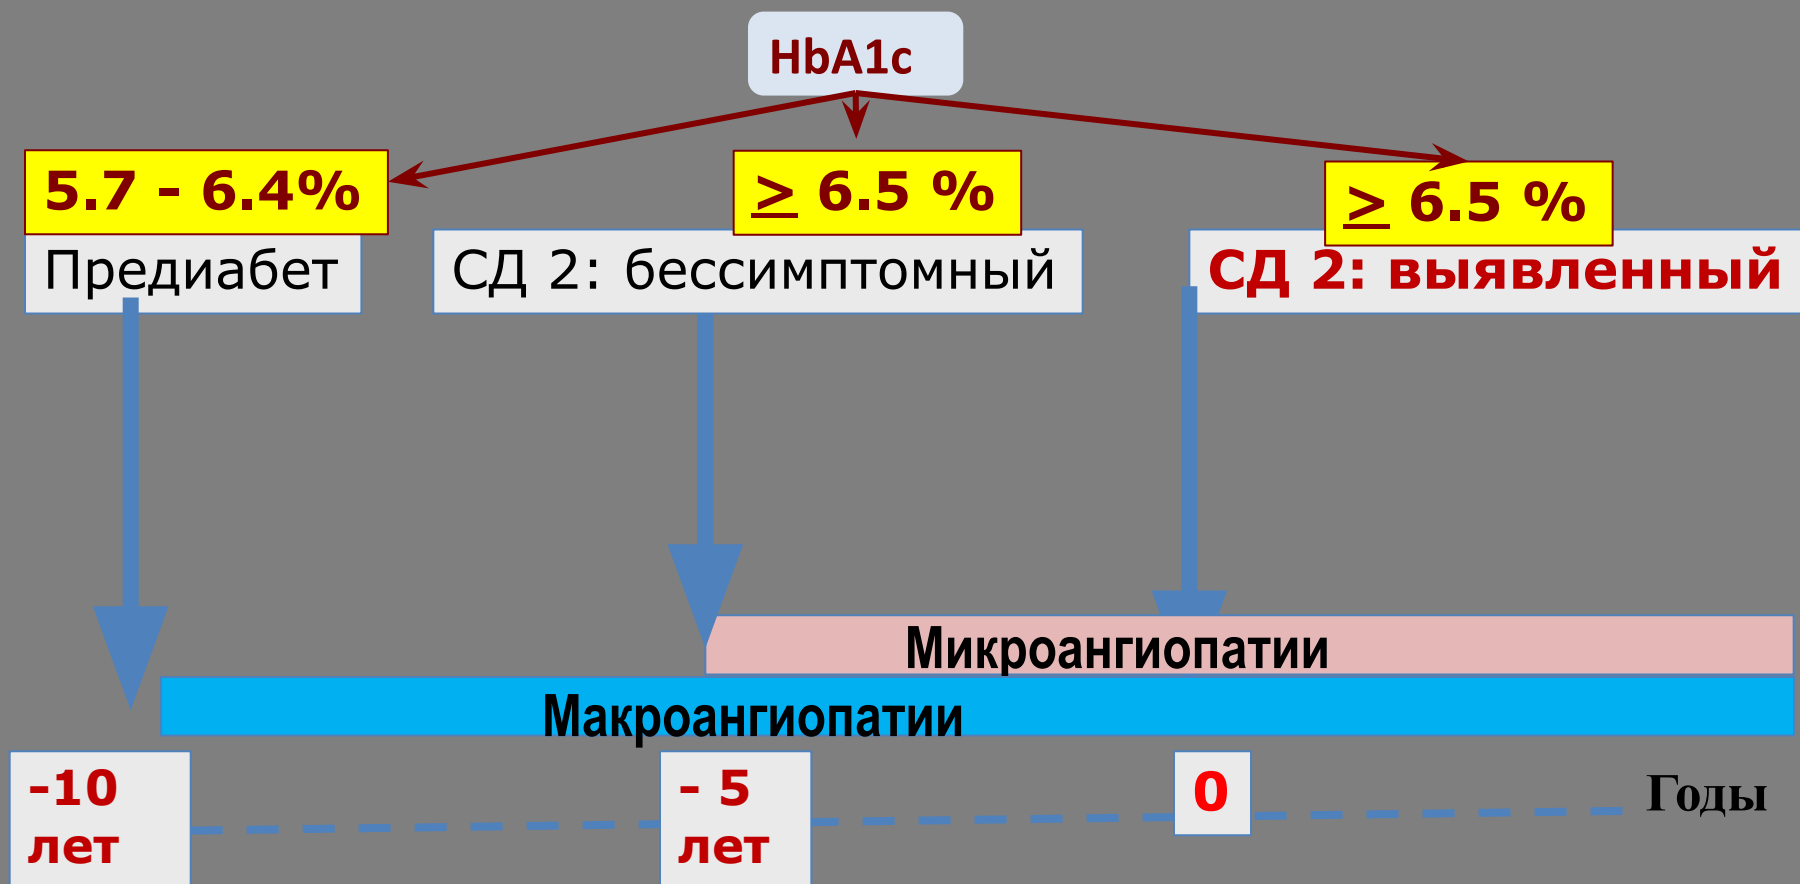 HbA1c
5.7 - 6.4%
≥ 6.5 %
≥ 6.5 %
Предиабет
СД 2: бессимптомный
СД 2: выявленный
Микроангиопатии
Макроангиопатии
-10
лет
- 5
лет
0
Годы